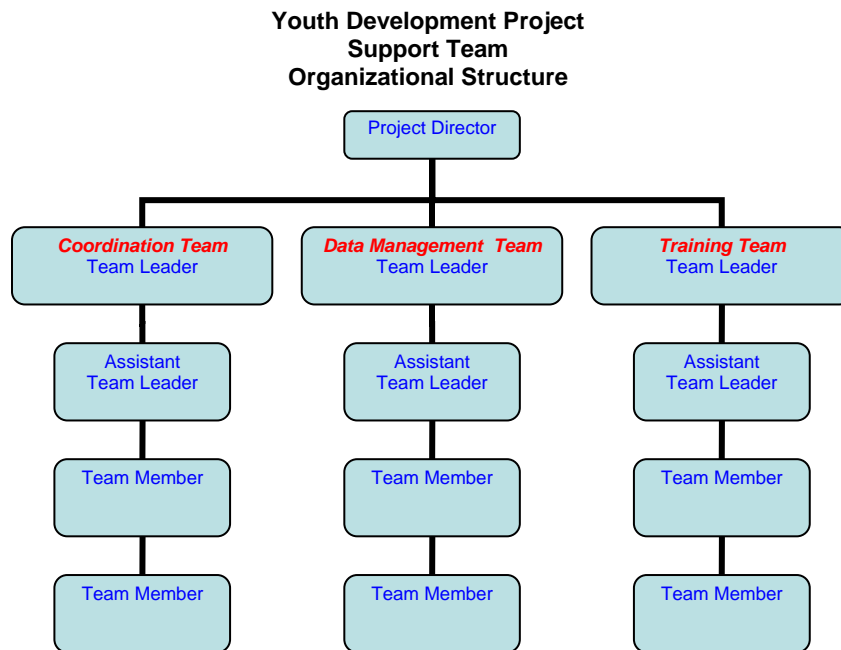 Youth Development Project
Support Team
Organizational Structure
Project Director
Coordination Team
Team Leader
Data Management Team
Team Leader
Training Team
Team Leader
Assistant
Team Leader
Assistant
Team Leader
Assistant
Team Leader
Team Member
Team Member
Team Member
Team Member
Team Member
Team Member